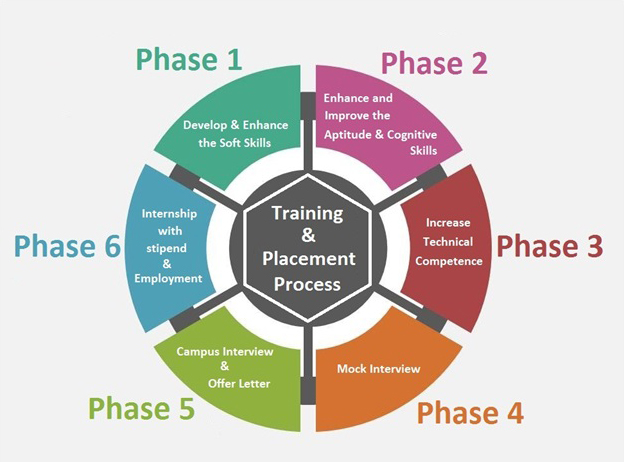 Phase 1
Develop & Enhance
the Soft Skills
Phase 2
Enhance and
Improve the
Aptitude & Cognitive
Skills
Phase 3
Increase
Technical
Competence
Phase 4
Mock Interview
Phase 5
Campus Interview
&
Offer Letter
Phase 6
Internship
with
stipend
&
Employment
Training
&
Placement
Process